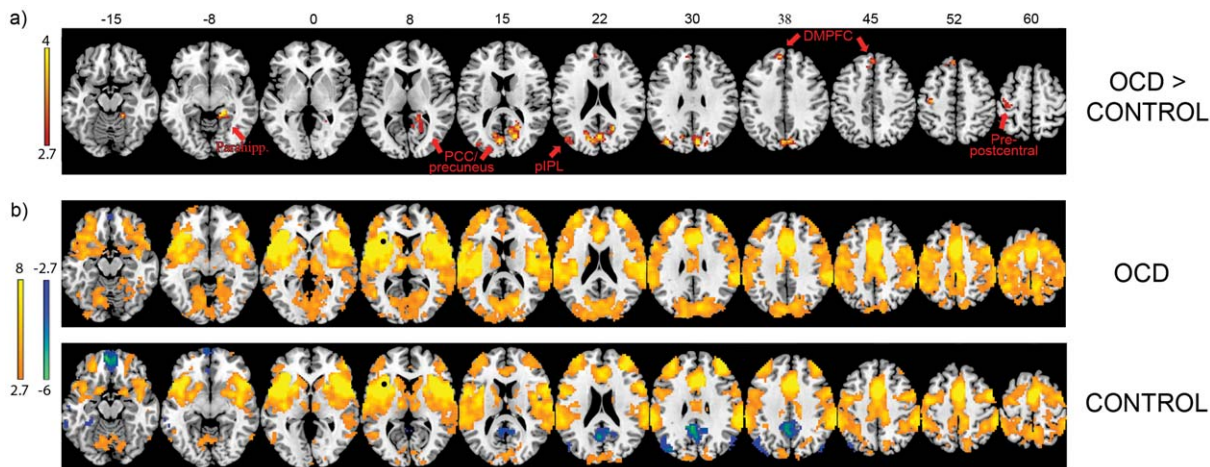 a)
-15 -8 0 8 15 22 30 38 45 52 60
4
2.7
DMPFC
Parahipp.
PCC/
precuneus
pIPL
Pre-
postcentral
OCD >
CONTROL
b)
8 -2.7
2.7 -6
OCD
CONTROL